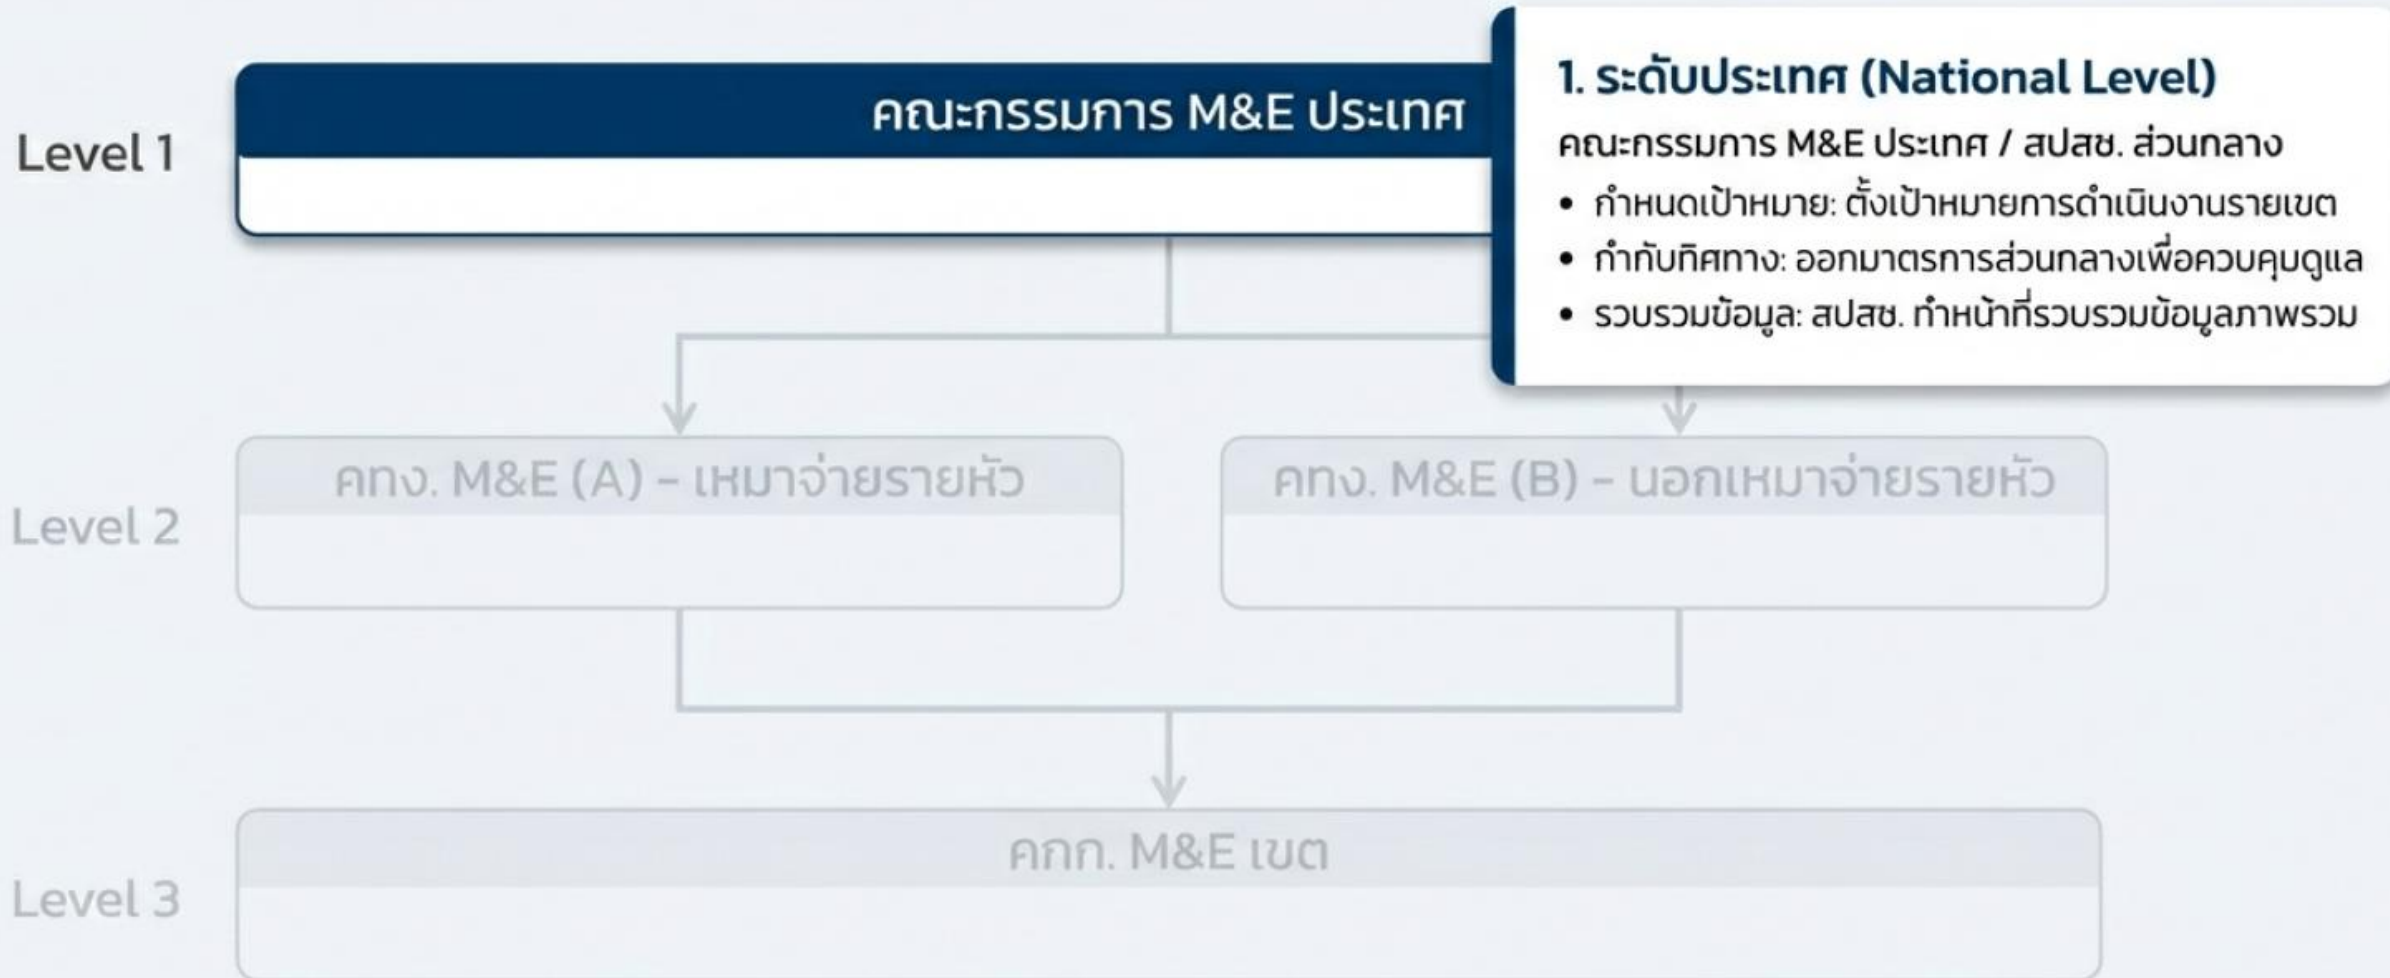 Level 1
คณะกรรมการ M&E ประเทศ
1. ระดับประเทศ (National Level)
คณะกรรมการ M&E ประเทศ / สปสช. ส่วนกลาง
• กำหนดเป้าหมาย: ตั้งเป้าหมายการดำเนินงานรายเขต
• กำกับทิศทาง: ออกมาตรการส่วนกลางเพื่อควบคุมดูแล
• รวบรวมข้อมูล: สปสช. ทำหน้าที่รวบรวมข้อมูลภาพรวม
Level 2
คทง. M&E (A) – เหมาจ่ายรายหัว
คทง. M&E (B) – นอกเหมาจ่ายรายหัว
Level 3
คกก. M&E เขต